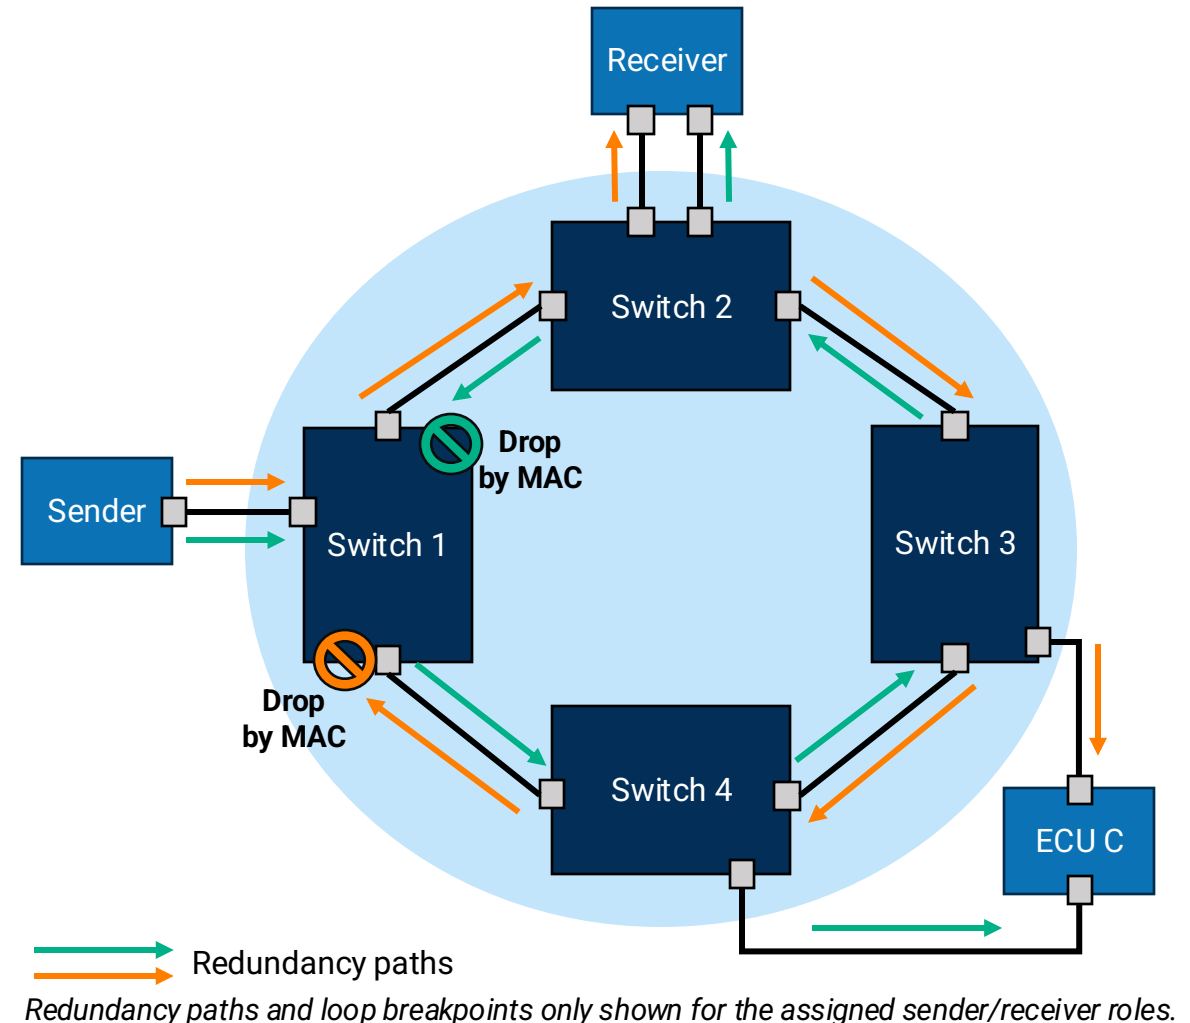 Receiver
Switch 2
Drop
by MAC
Sender
Switch 1
Switch 3
Drop
by MAC
Switch 4
ECU C
Redundancy paths
Redundancy paths and loop breakpoints only shown for the assigned sender/receiver roles.